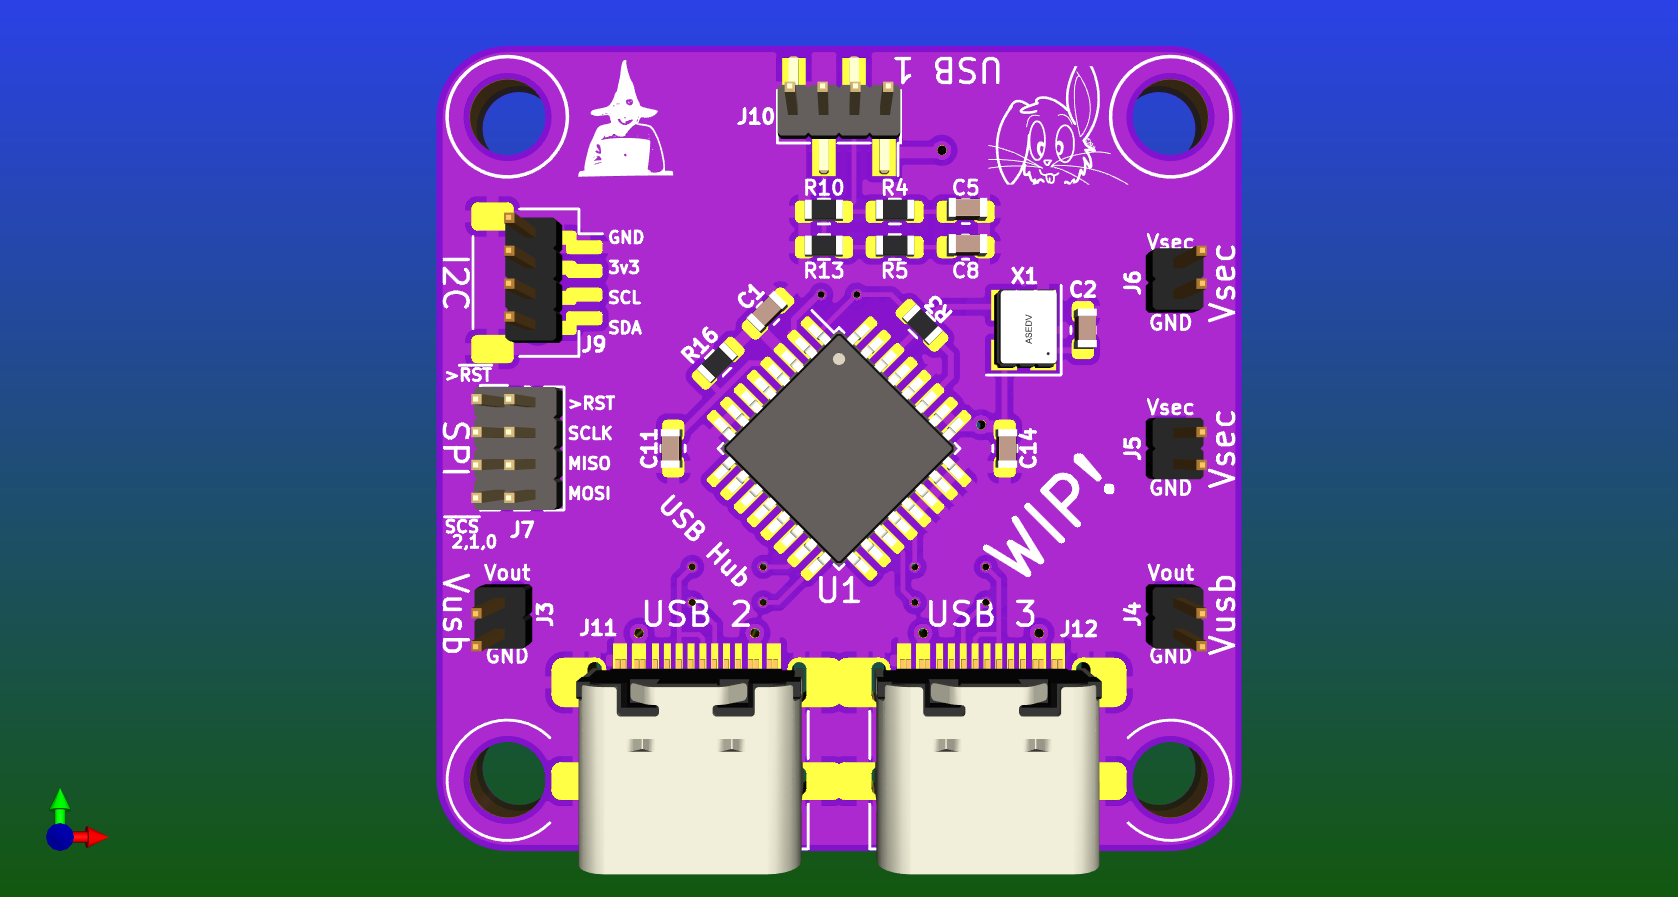 USB 1
J10
R10 R4 C5
R13 R5 C8
I2C
GND
3v3
SCL
SDA
J9
>RST
SPI
>RST
SCLK
MISO
MOSI
SCS
2,1,0
J7
C1
R16
R3
X1
C2
ASEDV
C11
C14
Vsec
J6
Vsec
GND
Vsec
J5
Vsec
GND
WIP!
USB Hub
U1
Vusb
Vout
J3
GND
USB 2
J11
USB 3
J12
Vout
J4
Vusb
GND